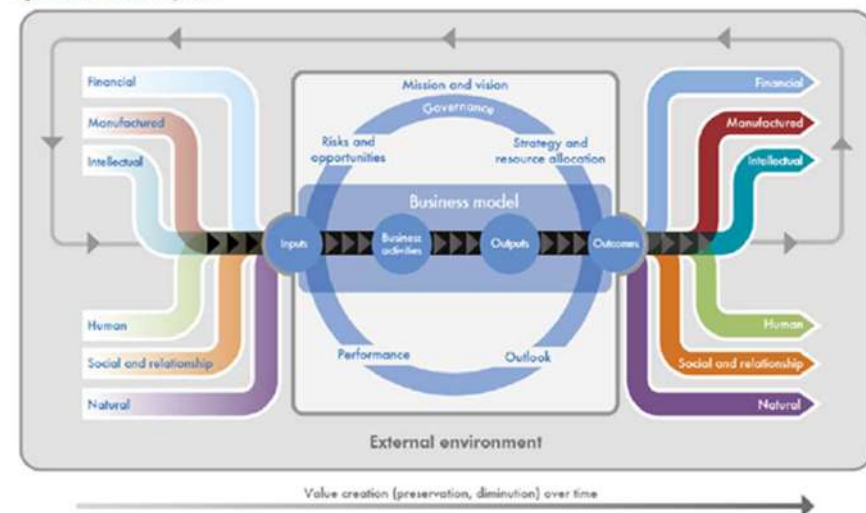 Financial
Manufactured
Intellectual
Human
Social and relationship
Natural
Mission and vision
Governance
Risks and
opportunities
Strategy and
resource allocation
Business model
Inputs
Business
activities
Outputs
Outcomes
Performance
Outlook
Financial
Manufactured
Intellectual
Human
Social and relationship
Natural
External environment
Value creation (preservation, diminution) over time